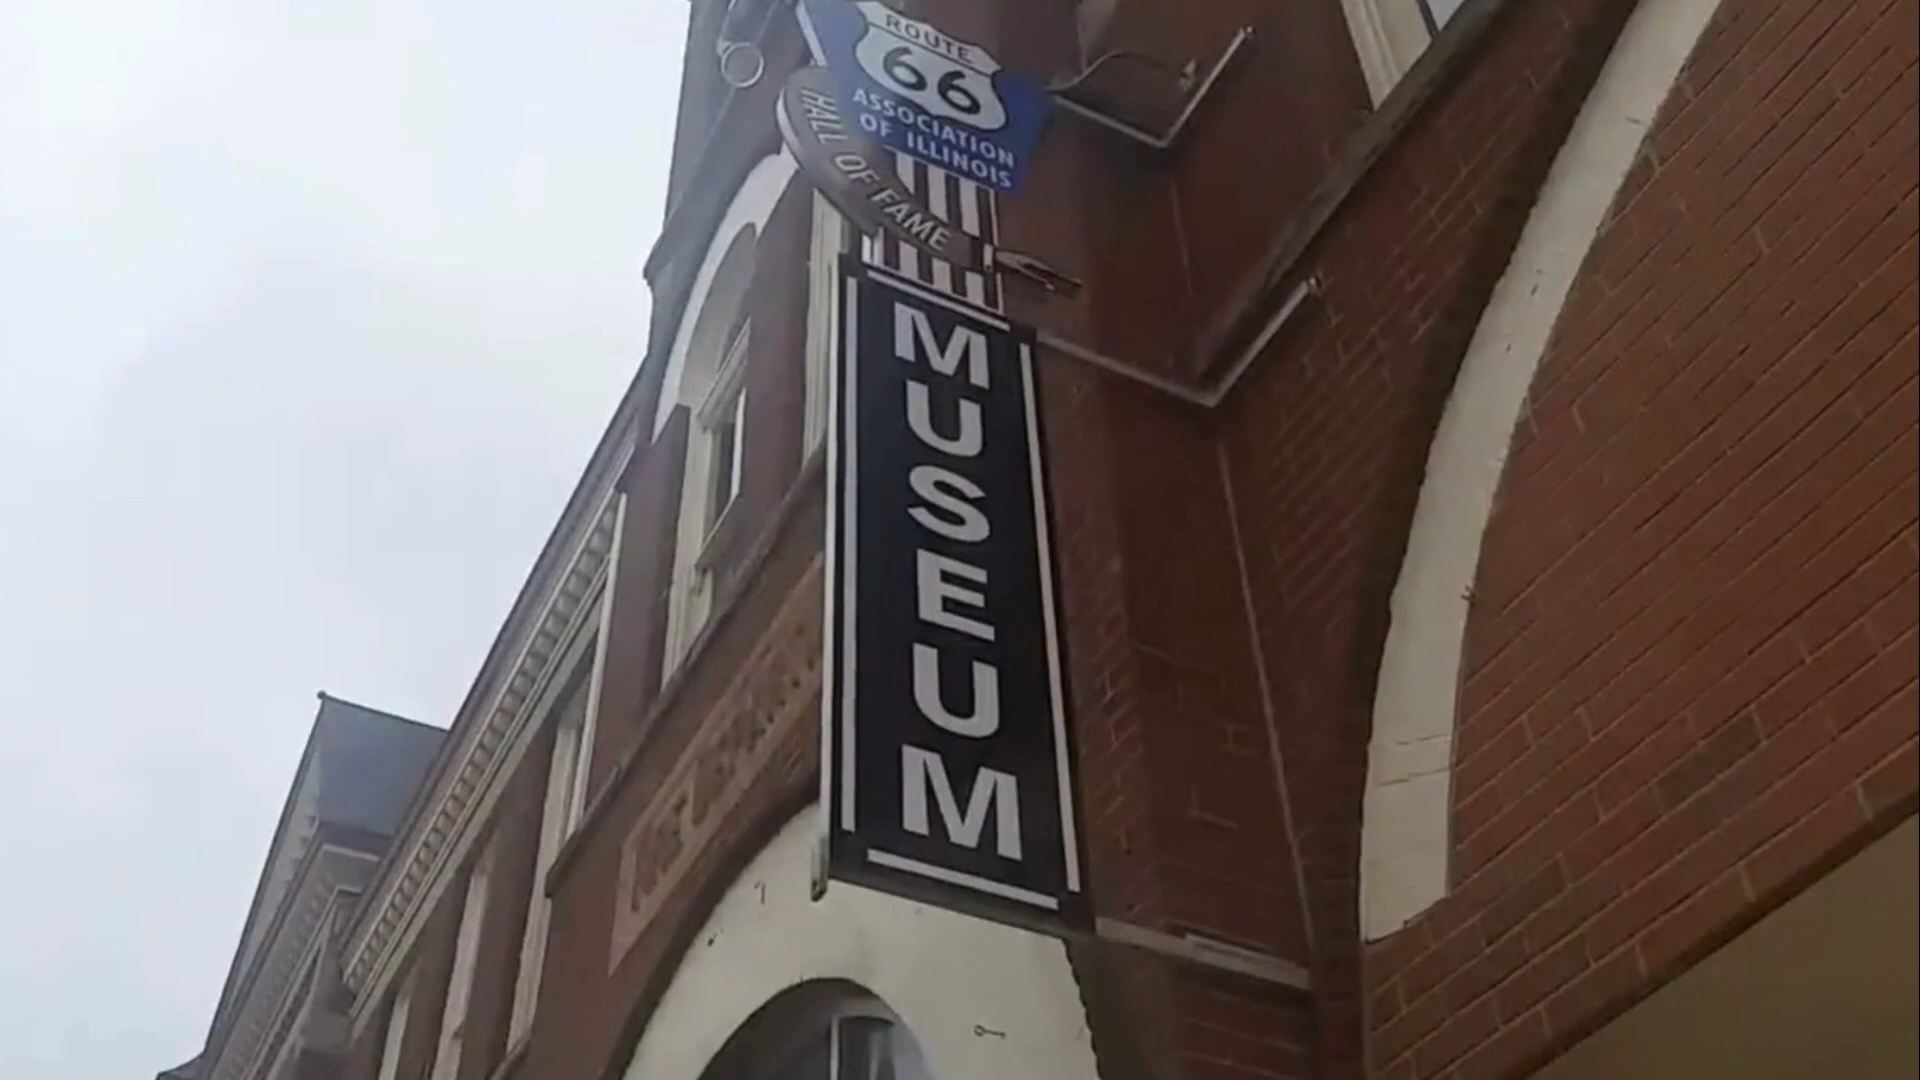 ROUTE
66
ASSOCIATION
OF ILLINOIS
HALL OF FAME
MUSEUM